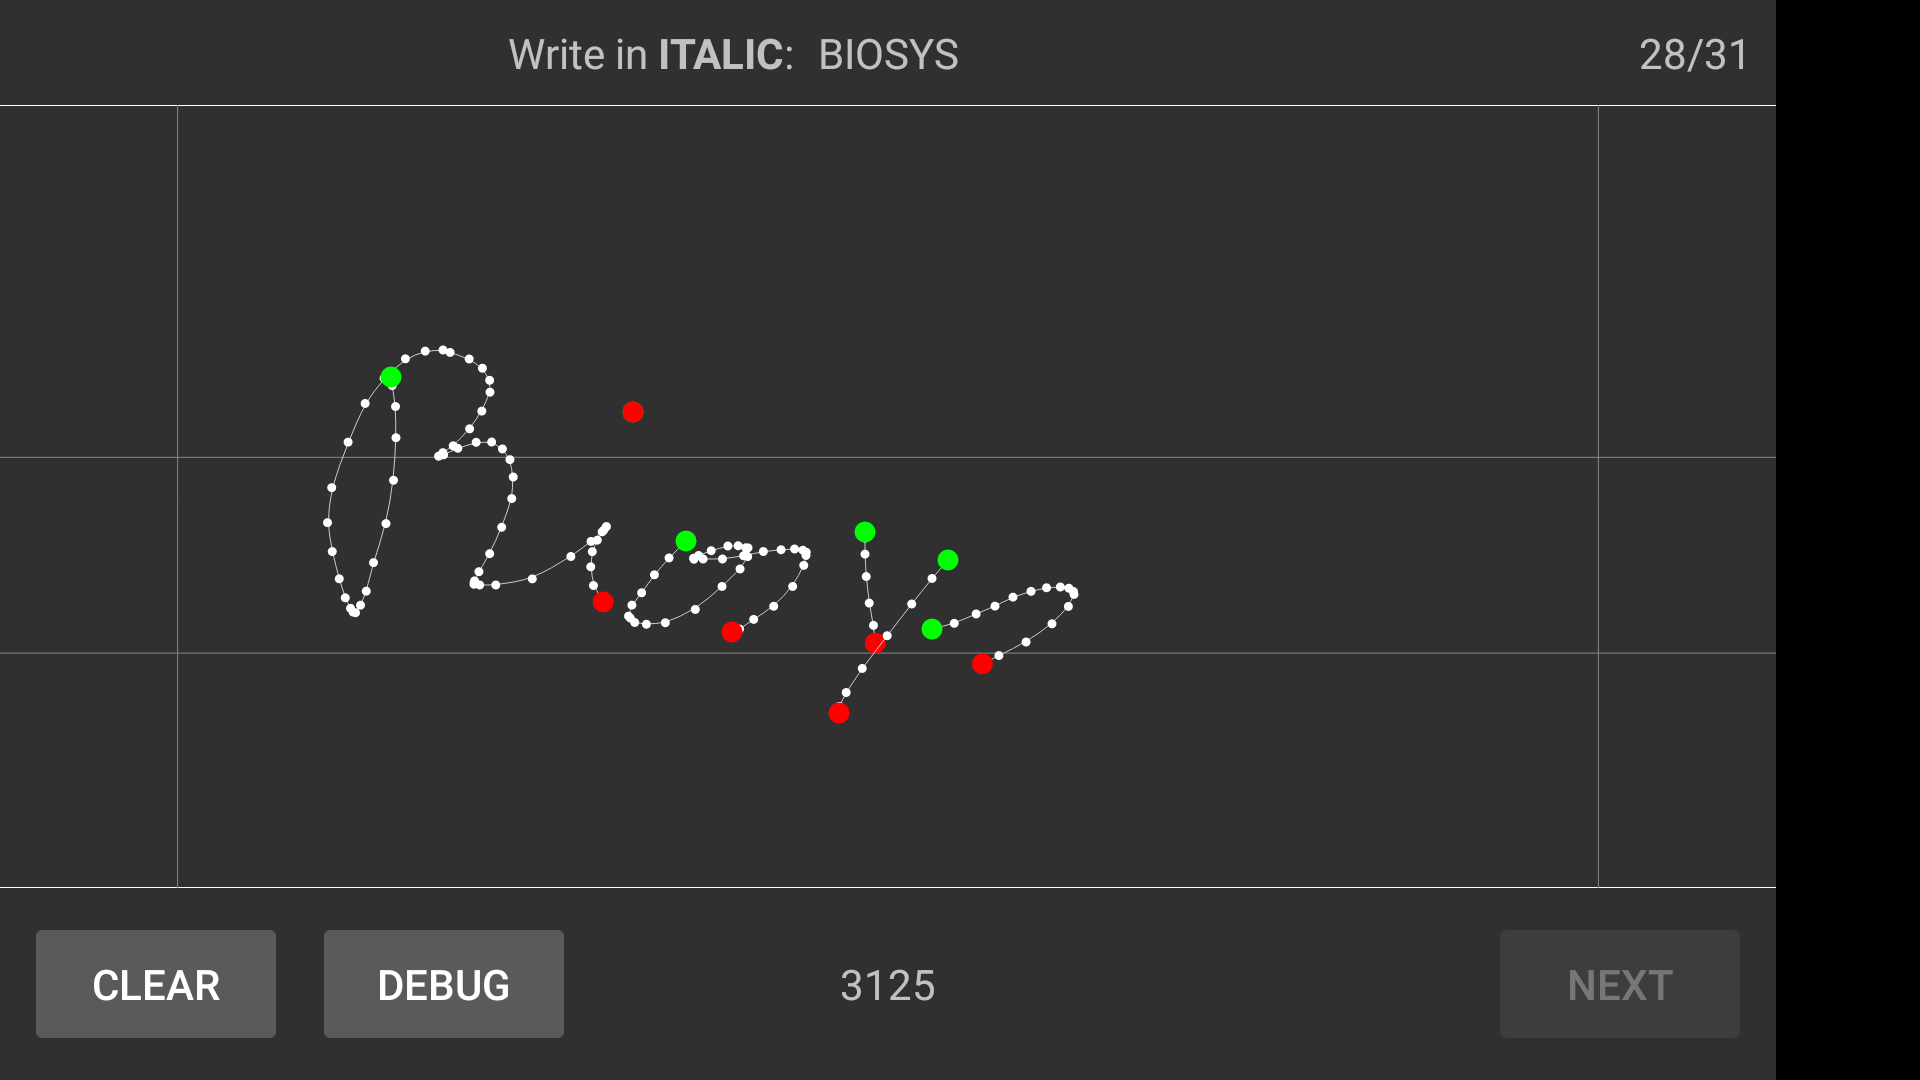 Write in ITALIC: BIOSYS
28/31
Biosys
CLEAR
DEBUG
3125
NEXT